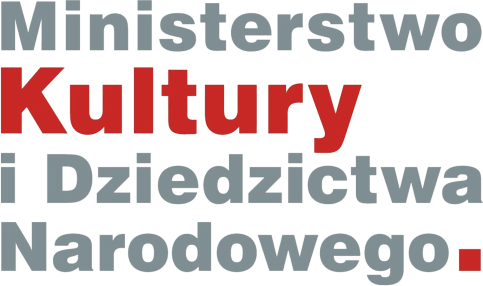 Ministerstwo
Kultury
i Dziedzictwa
Narodowego.